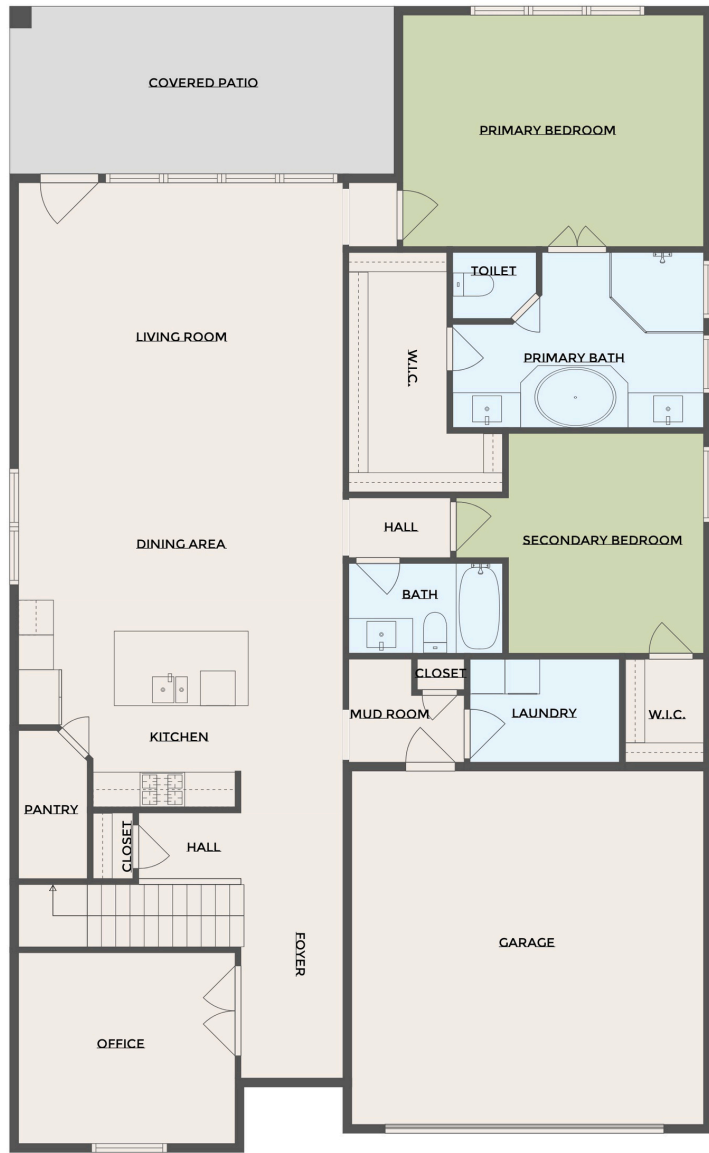 COVERED PATIO
PRIMARY BEDROOM
TOILET
LIVING ROOM
W.I.C.
PRIMARY BATH
HALL
DINING AREA
SECONDARY BEDROOM
BATH
CLOSET
MUD ROOM
LAUNDRY
W.I.C.
KITCHEN
PANTRY
CLOSET
HALL
FOYER
GARAGE
OFFICE